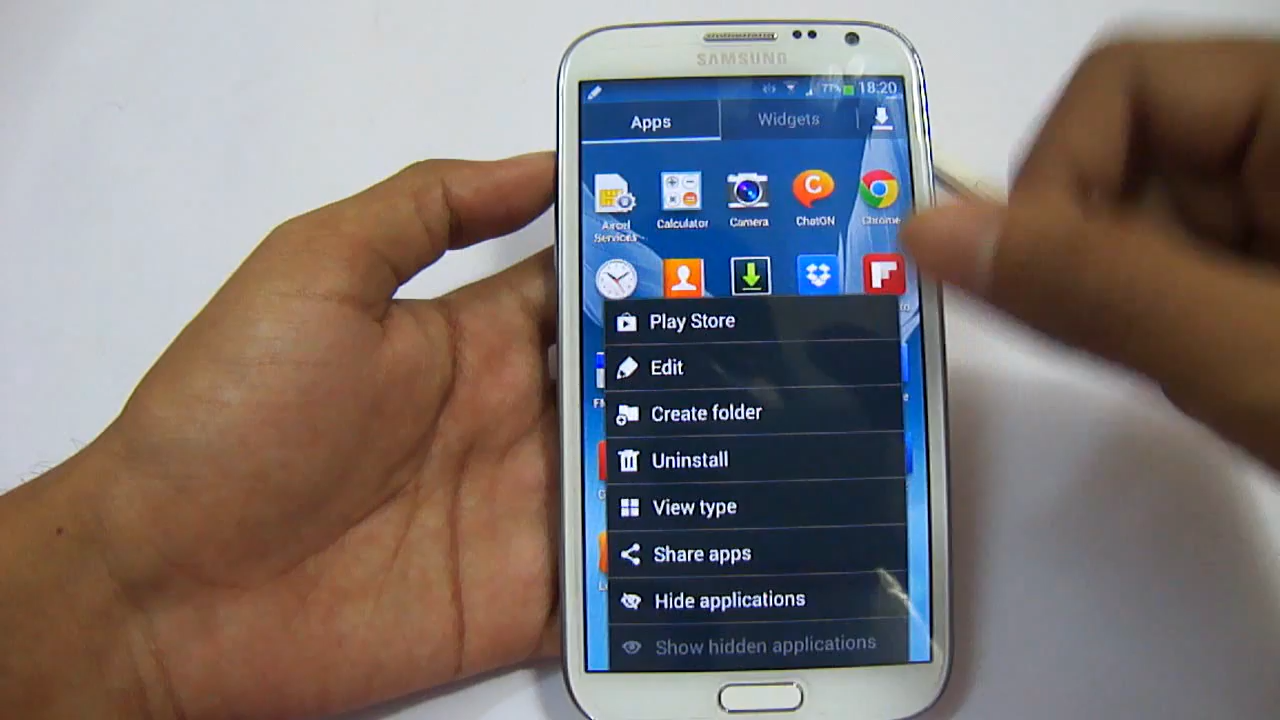 SAMSUNG
77% 18:20
Apps Widgets
Aircel Calculator Camera ChatON Chrome
Services
Play Store
Edit
Create folder
Uninstall
View type
Share apps
Hide applications
Show hidden applications